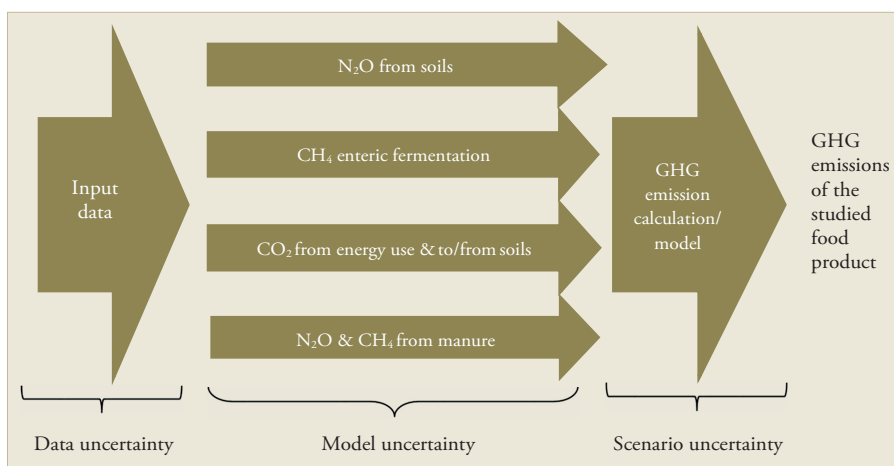 Input
data
N₂O from soils
CH₄ enteric fermentation
CO₂ from energy use & to/from soils
N₂O & CH₄ from manure
GHG
emission
calculation/
model
GHG
emissions
of the
studied
food
product
Data uncertainty
Model uncertainty
Scenario uncertainty